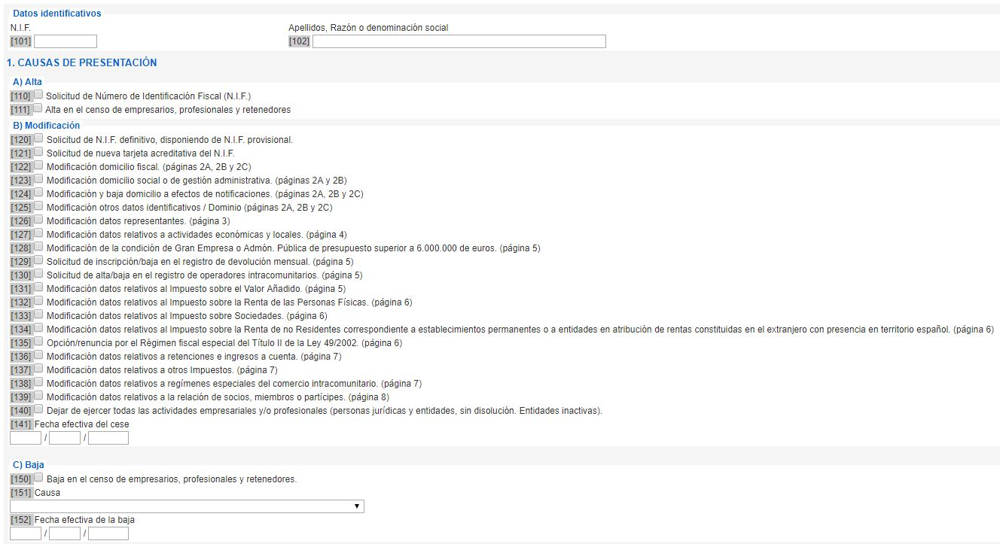 Datos identificativos
N.I.F. Apellidos, Razón o denominación social
[101] [102]
1. CAUSAS DE PRESENTACIÓN
A) Alta
[110] Solicitud de Número de Identificación Fiscal (N.I.F.)
[111] Alta en el censo de empresarios, profesionales y retenedores
B) Modificación
[120] Solicitud de N.I.F. definitivo, disponiendo de N.I.F. provisional.
[121] Solicitud de nueva tarjeta acreditativa del N.I.F.
[122] Modificación domicilio fiscal. (páginas 2A, 2B y 2C)
[123] Modificación domicilio social o de gestión administrativa. (páginas 2A y 2B)
[124] Modificación y baja domicilio a efectos de notificaciones. (páginas 2A, 2B y 2C)
[125] Modificación otros datos identificativos / Dominio (páginas 2A, 2B y 2C)
[126] Modificación datos representantes. (página 3)
[127] Modificación datos relativos a actividades económicas y locales. (página 4)
[128] Modificación de la condición de Gran Empresa o Admón. Pública de presupuesto superior a 6.000.000 de euros. (página 5)
[129] Solicitud de inscripción/baja en el registro de devolución mensual. (página 5)
[130] Solicitud de alta/baja en el registro de operadores intracomunitarios. (página 5)
[131] Modificación datos relativos al Impuesto sobre el Valor Añadido. (página 5)
[132] Modificación datos relativos al Impuesto sobre la Renta de las Personas Físicas. (página 6)
[133] Modificación datos relativos al Impuesto sobre Sociedades. (página 6)
[134] Modificación datos relativos al Impuesto sobre la Renta de no Residentes correspondiente a establecimientos permanentes o a entidades en atribución de rentas constituidas en el extranjero con presencia en territorio español. (página 6)
[135] Opción/renuncia por el Régimen fiscal especial del Título II de la Ley 49/2002. (página 6)
[136] Modificación datos relativos a retenciones e ingresos a cuenta. (página 7)
[137] Modificación datos relativos a otros Impuestos. (página 7)
[138] Modificación datos relativos a regímenes especiales del comercio intracomunitario. (página 7)
[139] Modificación datos relativos a la relación de socios, miembros o partícipes. (página 8)
[140] Dejar de ejercer todas las actividades empresariales y/o profesionales (personas jurídicas y entidades, sin disolución. Entidades inactivas).
[141] Fecha efectiva del cese
/ /
C) Baja
[150] Baja en el censo de empresarios, profesionales y retenedores.
[151] Causa
[152] Fecha efectiva de la baja
/ /